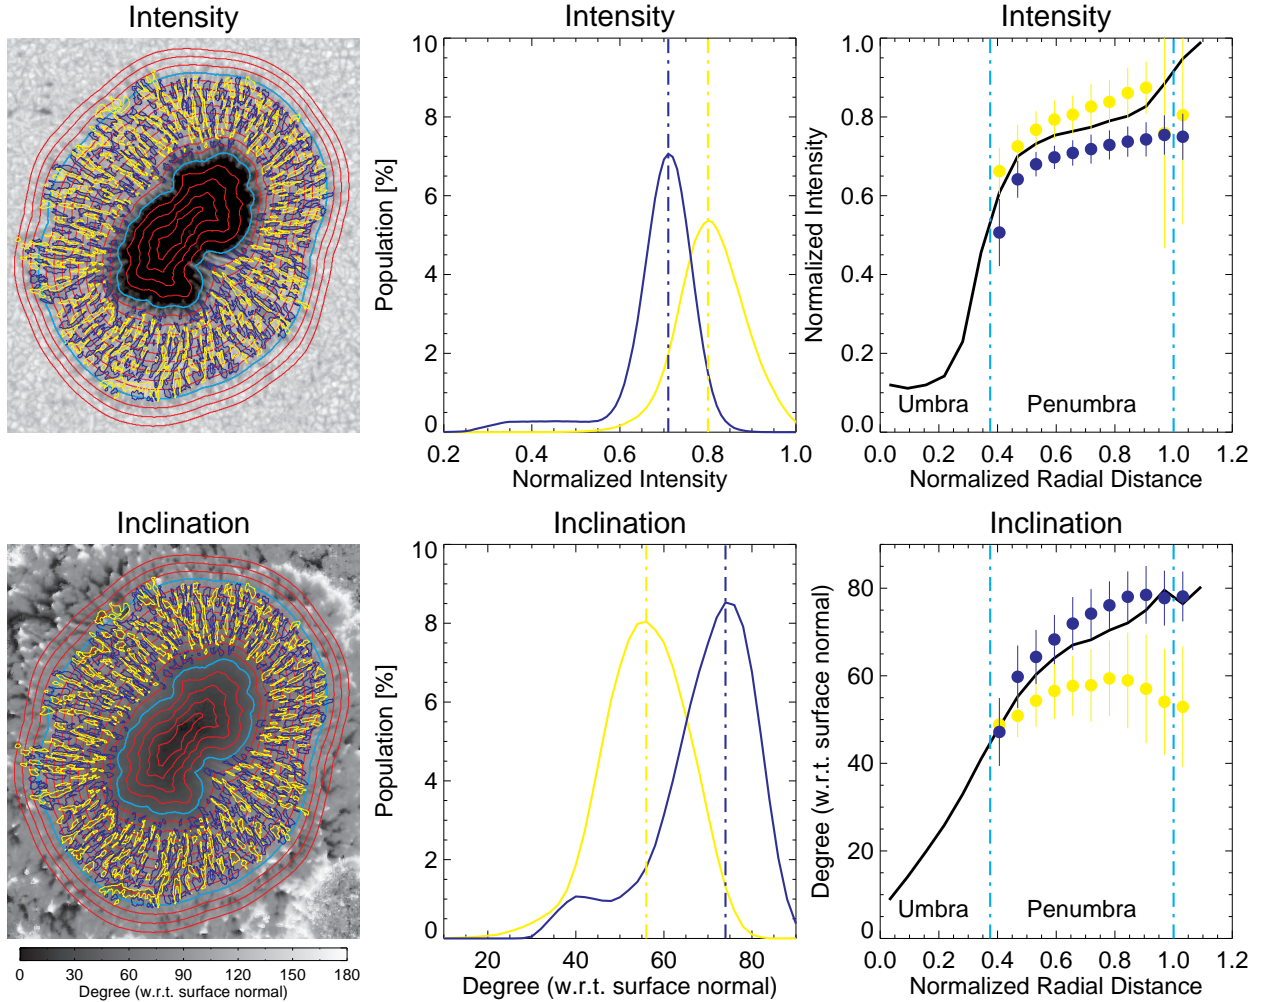 Intensity
Intensity
Intensity
10
8
6
4
2
0
Population [%]
0.2 0.4 0.6 0.8 1.0
Normalized Intensity
1.0
0.8
0.6
0.4
0.2
0.0
Normalized Intensity
Umbra Penumbra
0.0 0.2 0.4 0.6 0.8 1.0 1.2
Normalized Radial Distance
Inclination
Inclination
Inclination
0 30 60 90 120 150 180
Degree (w.r.t. surface normal)
10
8
6
4
2
0
Population [%]
20 40 60 80
Degree (w.r.t. surface normal)
80
60
40
20
0
Degree (w.r.t. surface normal)
Umbra Penumbra
0.0 0.2 0.4 0.6 0.8 1.0 1.2
Normalized Radial Distance